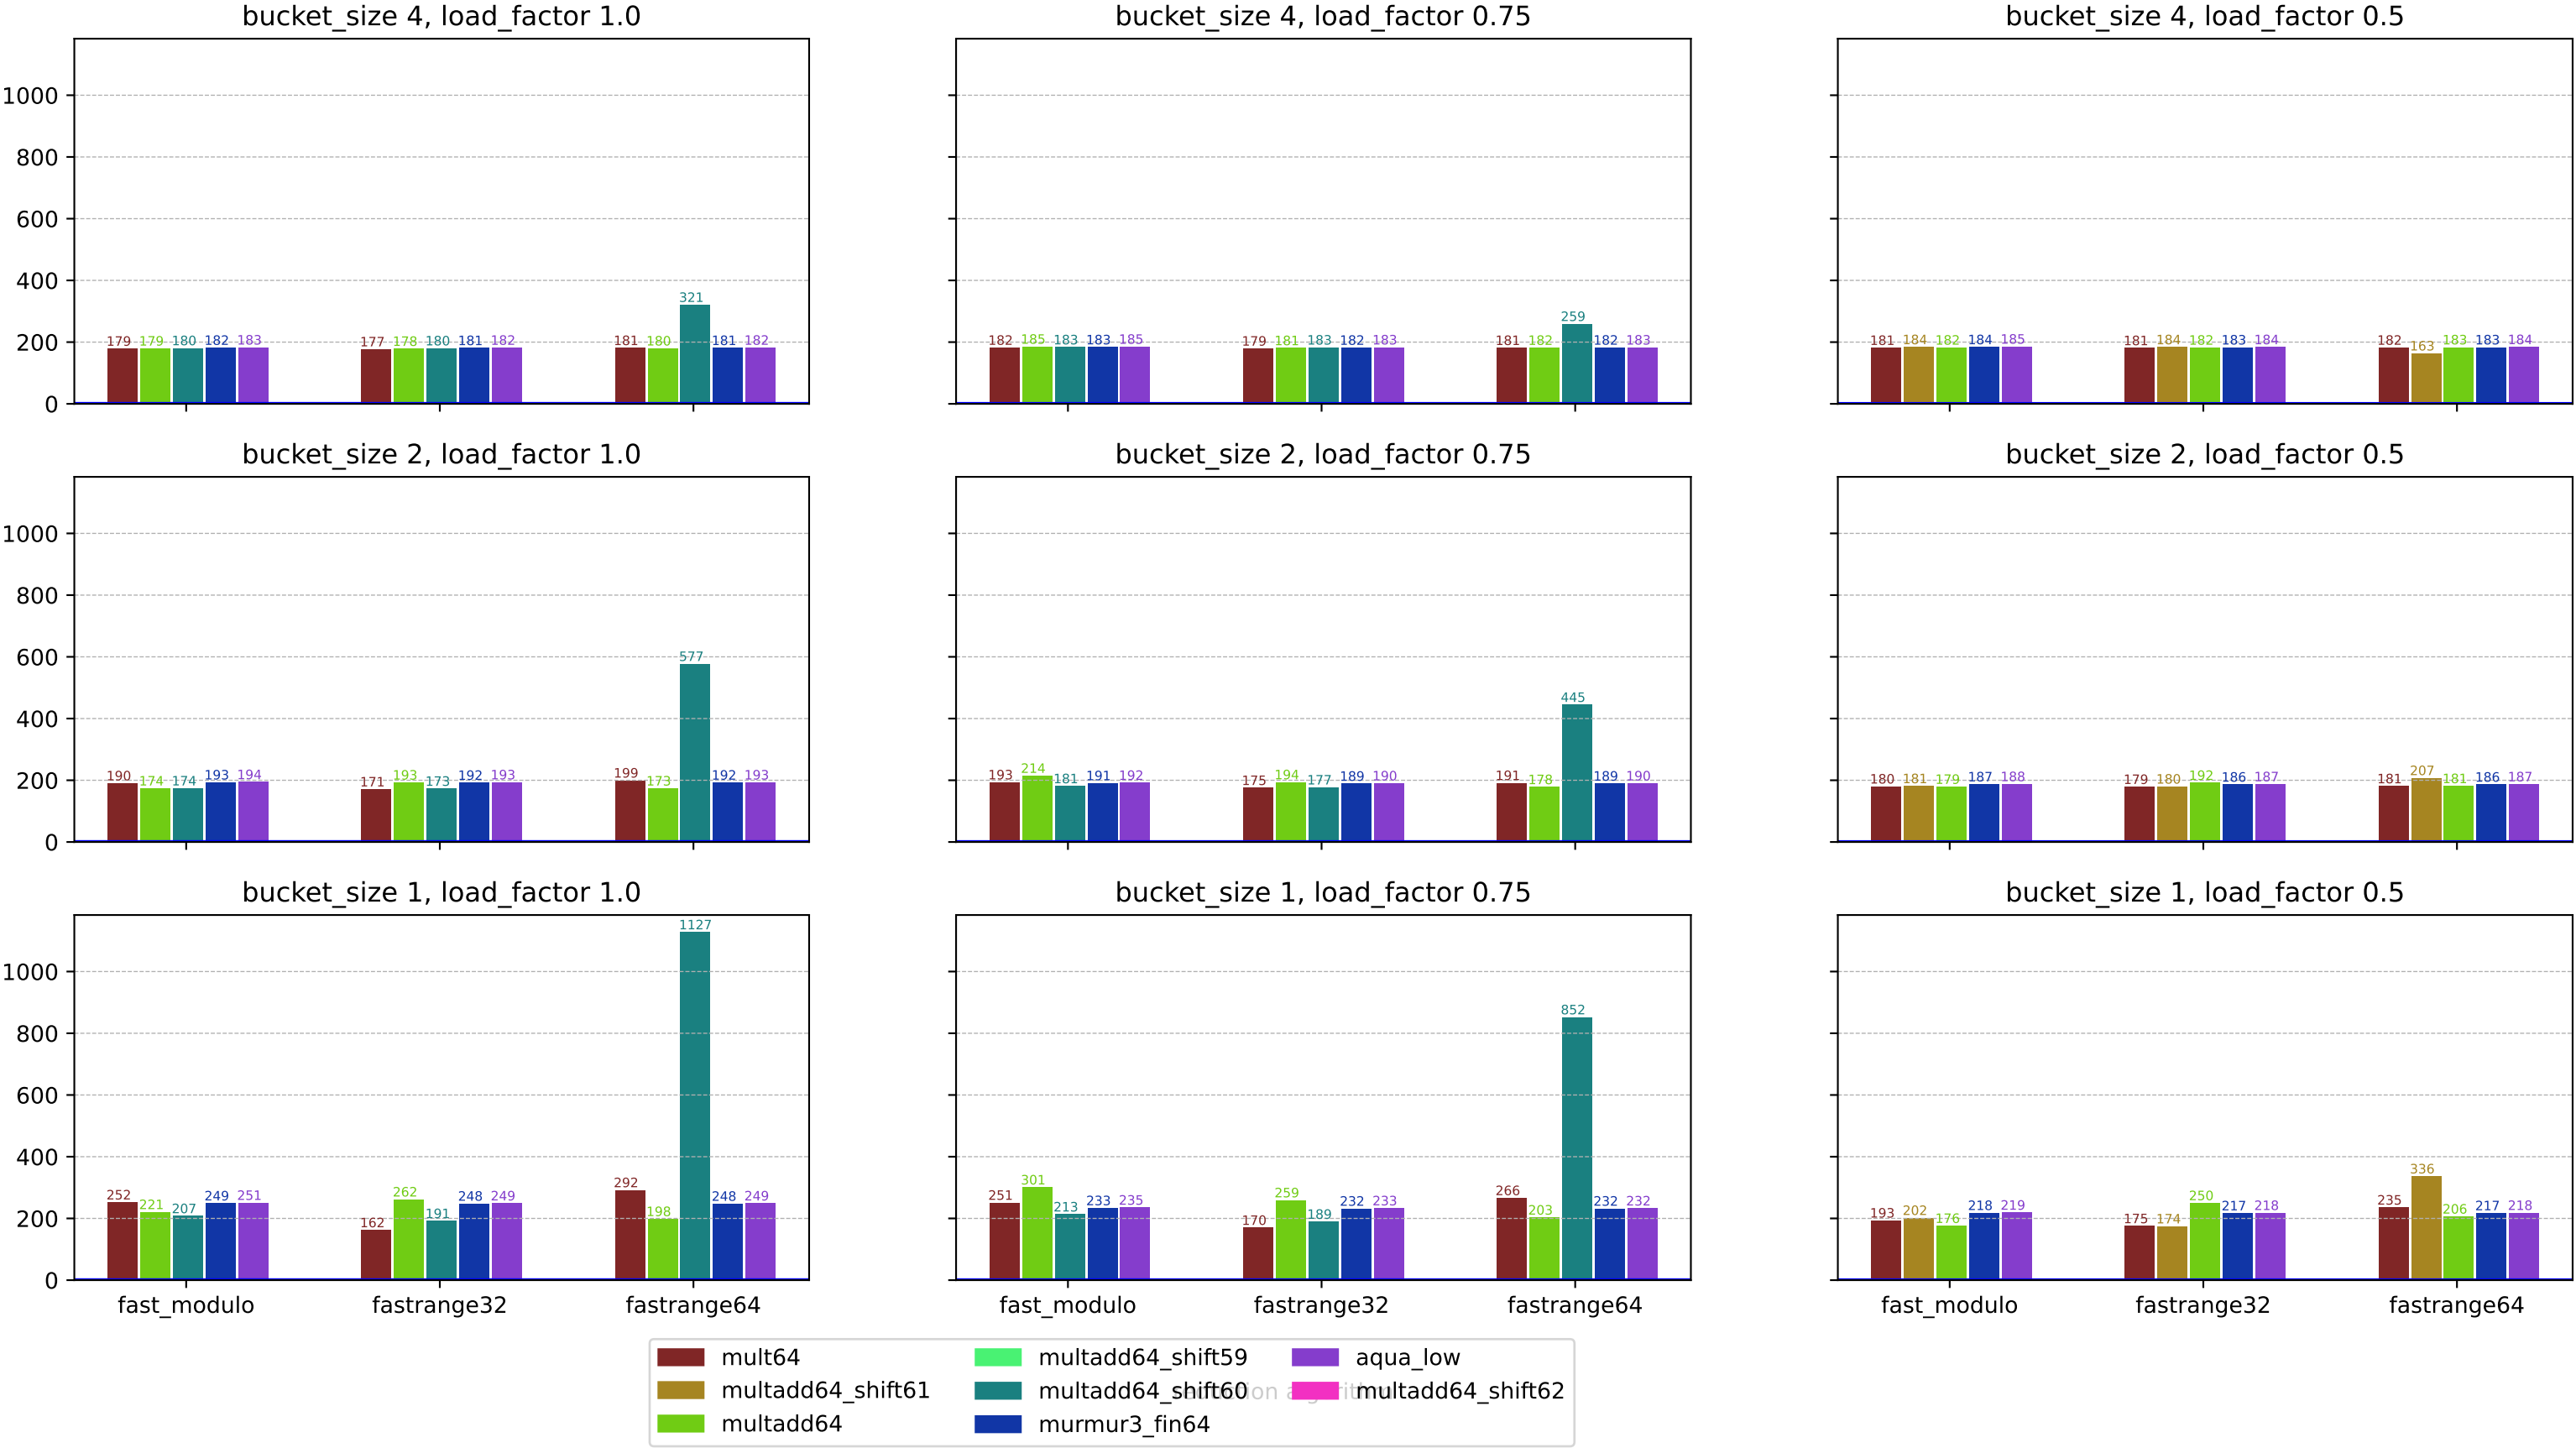 bucket_size 4, load_factor 1.0
bucket_size 4, load_factor 0.75
bucket_size 4, load_factor 0.5
1000
800
600
400
200
0
179 179 180 182 183
177 178 180 181 182
181 180 321 181 182
182 185 183 183 185
179 181 183 182 183
181 182 259 182 183
181 184 182 184 185
181 184 182 183 184
182 163 183 183 184
bucket_size 2, load_factor 1.0
bucket_size 2, load_factor 0.75
bucket_size 2, load_factor 0.5
1000
800
600
400
200
0
190 174 174 193 194
171 193 173 192 193
199 173 577 192 193
193 214 181 191 192
175 194 177 189 190
191 178 445 189 190
180 181 179 187 188
179 180 192 186 187
181 207 181 186 187
bucket_size 1, load_factor 1.0
bucket_size 1, load_factor 0.75
bucket_size 1, load_factor 0.5
1000
800
600
400
200
0
252 221 207 249 251
162 262 191 248 249
292 198 1127 248 249
251 301 213 233 235
170 259 189 232 233
266 203 852 232 232
193 202 176 218 219
175 174 250 217 218
235 336 206 217 218
fast_modulo fastrange32 fastrange64
fast_modulo fastrange32 fastrange64
fast_modulo fastrange32 fastrange64
mult64
multadd64_shift61
multadd64
multadd64_shift59
multadd64_shift60
murmur3_fin64
aqua_low
multadd64_shift62